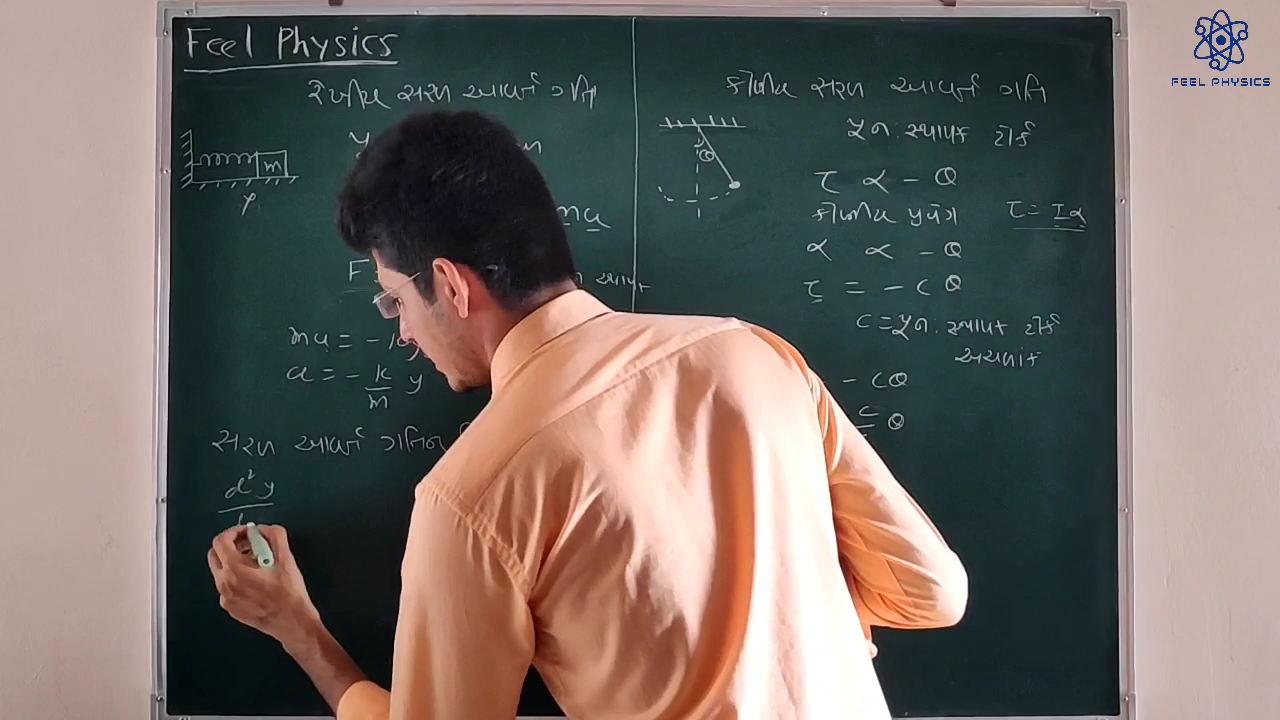 Feel Physics
રેખીય સરળ આવર્ત ગતિ
m
ma
F
ma = -
a = - k/m y
સરળ આવર્ત ગતિનું
d²y
કોણીય સરળ આવર્ત ગતિ
પુનઃસ્થાપક ટોર્ક
θ
τ ∝ - θ
કોણીય પ્રવેગ τ = Iα
α ∝ - θ
τ = - c θ
c = પુનઃસ્થાપક ટોર્ક
અચળાંક
- cθ
c θ
FEEL PHYSICS